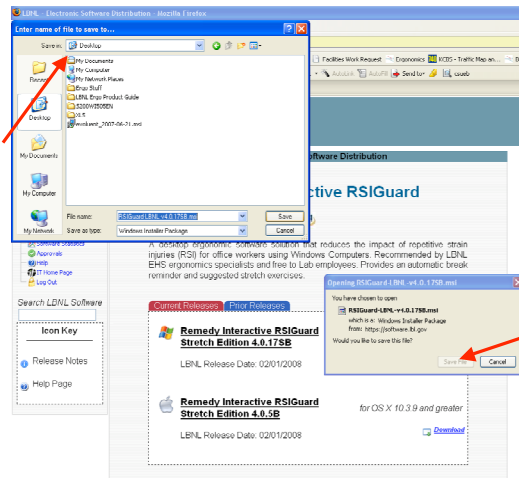 LBNL - Electronic Software Distribution - Mozilla Firefox
Enter name of file to save to...
Save in:
Desktop
My Documents
My Computer
My Network Places
Ergo Stuff
LBNL Ergo Product Guide
XLS
Recent
Desktop
My Documents
My Computer
My Network
File name:
RSIGuard-LBNL-v4.0.17SB.msi
Save
Save as type:
Windows Installer Package
Cancel
Facilities Work Request
Ergonomics
KCBS - Traffic Map an...
Autolink
AutoFill
Send to
csueb
ftware Distribution
ctive RSIGuard
A desktop ergonomic software solution that reduces the impact of repetitive strain
injuries (RSI) for office workers using Windows Computers. Recommended by LBNL
EHS ergonomics specialists and free to Lab employees. Provides an automatic break
reminder and suggested stretch exercises.
Software Statistics
Approvals
Help
IT Home Page
Log Out
Search LBNL Software
Icon Key
Release Notes
Help Page
Current Releases
Prior Releases
Remedy Interactive RSIGuard
Stretch Edition 4.0.17SB
LBNL Release Date: 02/01/2008
Remedy Interactive RSIGuard
Stretch Edition 4.0.5B
for OS X 10.3.9 and greater
Download
LBNL Release Date: 02/01/2008
Opening RSIGuard-LBNL-v4.0.17SB.msi
You have chosen to open
RSIGuard-LBNL-v4.0.17SB.msi
which is a: Windows Installer Package
from: https://software.lbl.gov
Would you like to save this file?
Save File
Cancel